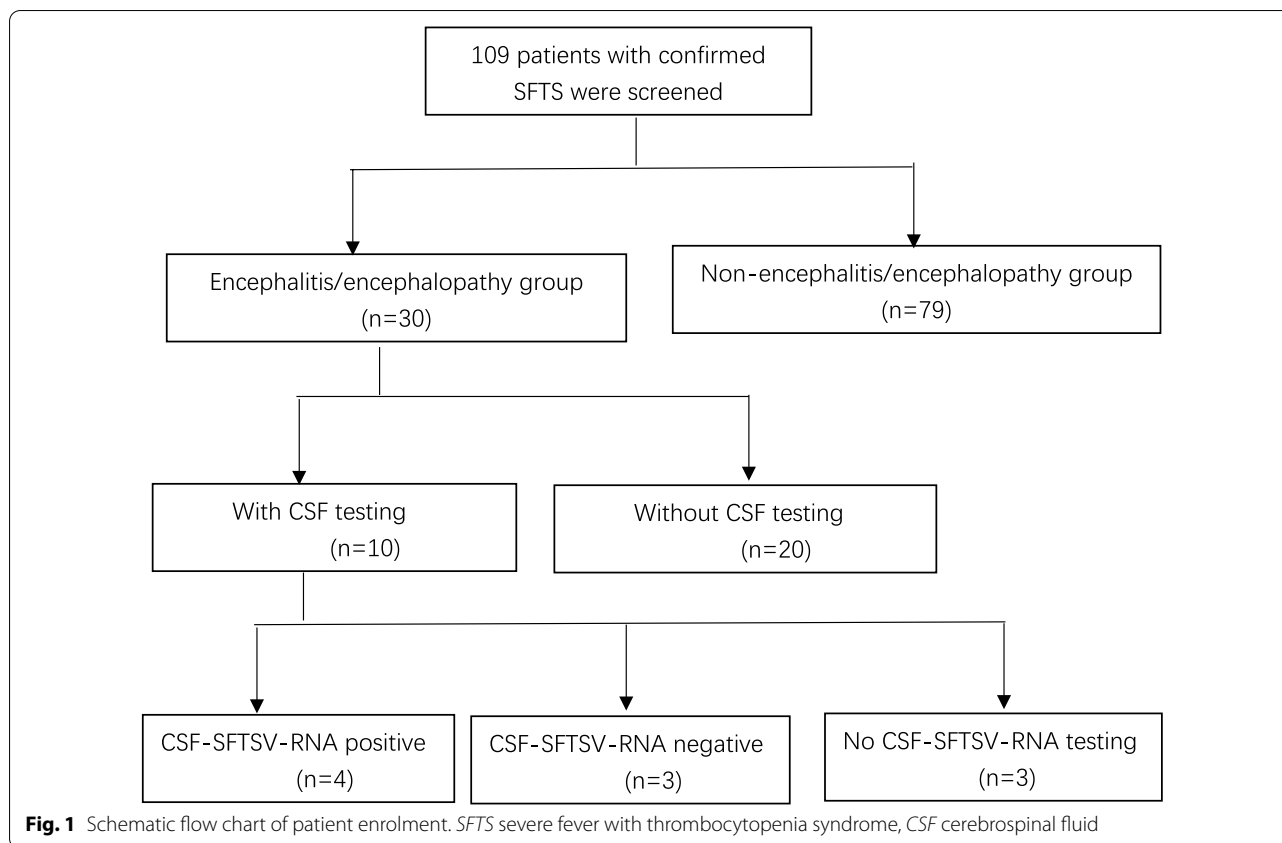 109 patients with confirmed
SFTS were screened
Encephalitis/encephalopathy group
(n=30)
Non-encephalitis/encephalopathy group
(n=79)
With CSF testing
(n=10)
Without CSF testing
(n=20)
CSF-SFTSV-RNA positive
(n=4)
CSF-SFTSV-RNA negative
(n=3)
No CSF-SFTSV-RNA testing
(n=3)
Fig. 1 Schematic flow chart of patient enrolment. SFTS severe fever with thrombocytopenia syndrome, CSF cerebrospinal fluid